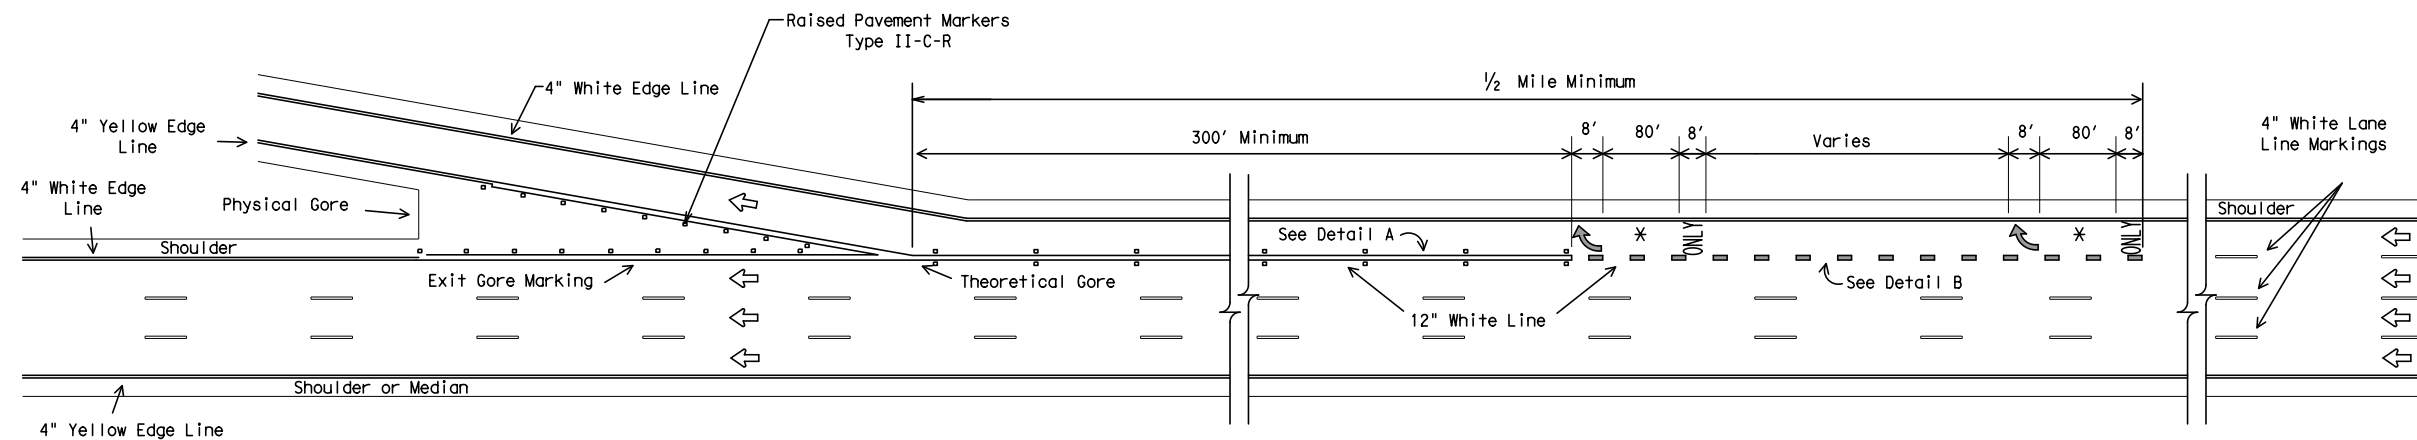 Raised Pavement Markers
Type II-C-R
½ Mile Minimum
4" White Edge Line
4" Yellow Edge
Line
300' Minimum
8'
80'
8'
Varies
8'
80'
8'
4" White Lane
Line Markings
4" White Edge
Line
Physical Gore
Shoulder
See Detail A
*
ONLY
*
ONLY
Shoulder
Exit Gore Marking
Theoretical Gore
See Detail B
12" White Line
Shoulder or Median
4" Yellow Edge Line